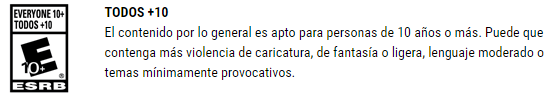 EVERYONE 10+
TODOS +10
E
10+
®
ESRB
TODOS +10
El contenido por lo general es apto para personas de 10 años o más. Puede que
contenga más violencia de caricatura, de fantasía o ligera, lenguaje moderado o
temas mínimamente provocativos.